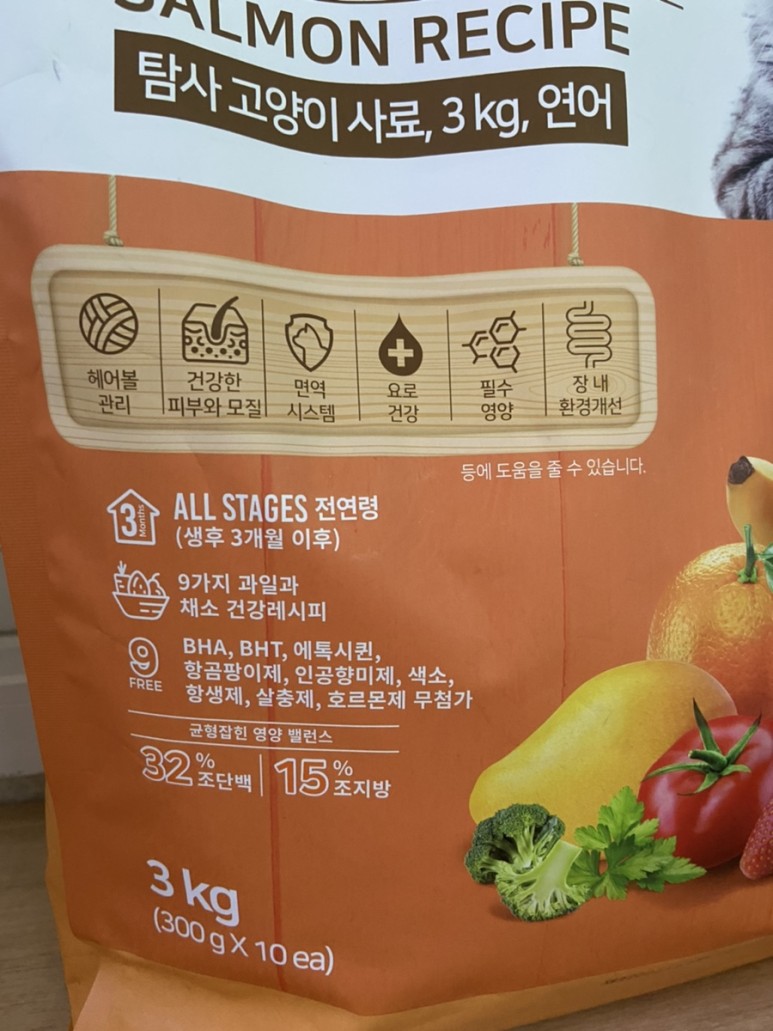 SALMON RECIPE
탐사 고양이 사료, 3 kg, 연어
헤어볼
관리
건강한
피부와 모질
면역
시스템
요로
건강
필수
영양
장 내
환경개선
등에 도움을 줄 수 있습니다.
3 Months
ALL STAGES 전연령
(생후 3개월 이후)
9가지 과일과
채소 건강레시피
9
FREE
BHA, BHT, 에톡시퀸,
항곰팡이제, 인공향미제, 색소,
항생제, 살충제, 호르몬제 무첨가
균형잡힌 영양 밸런스
32% 조단백 | 15% 조지방
3 kg
(300 g X 10 ea)